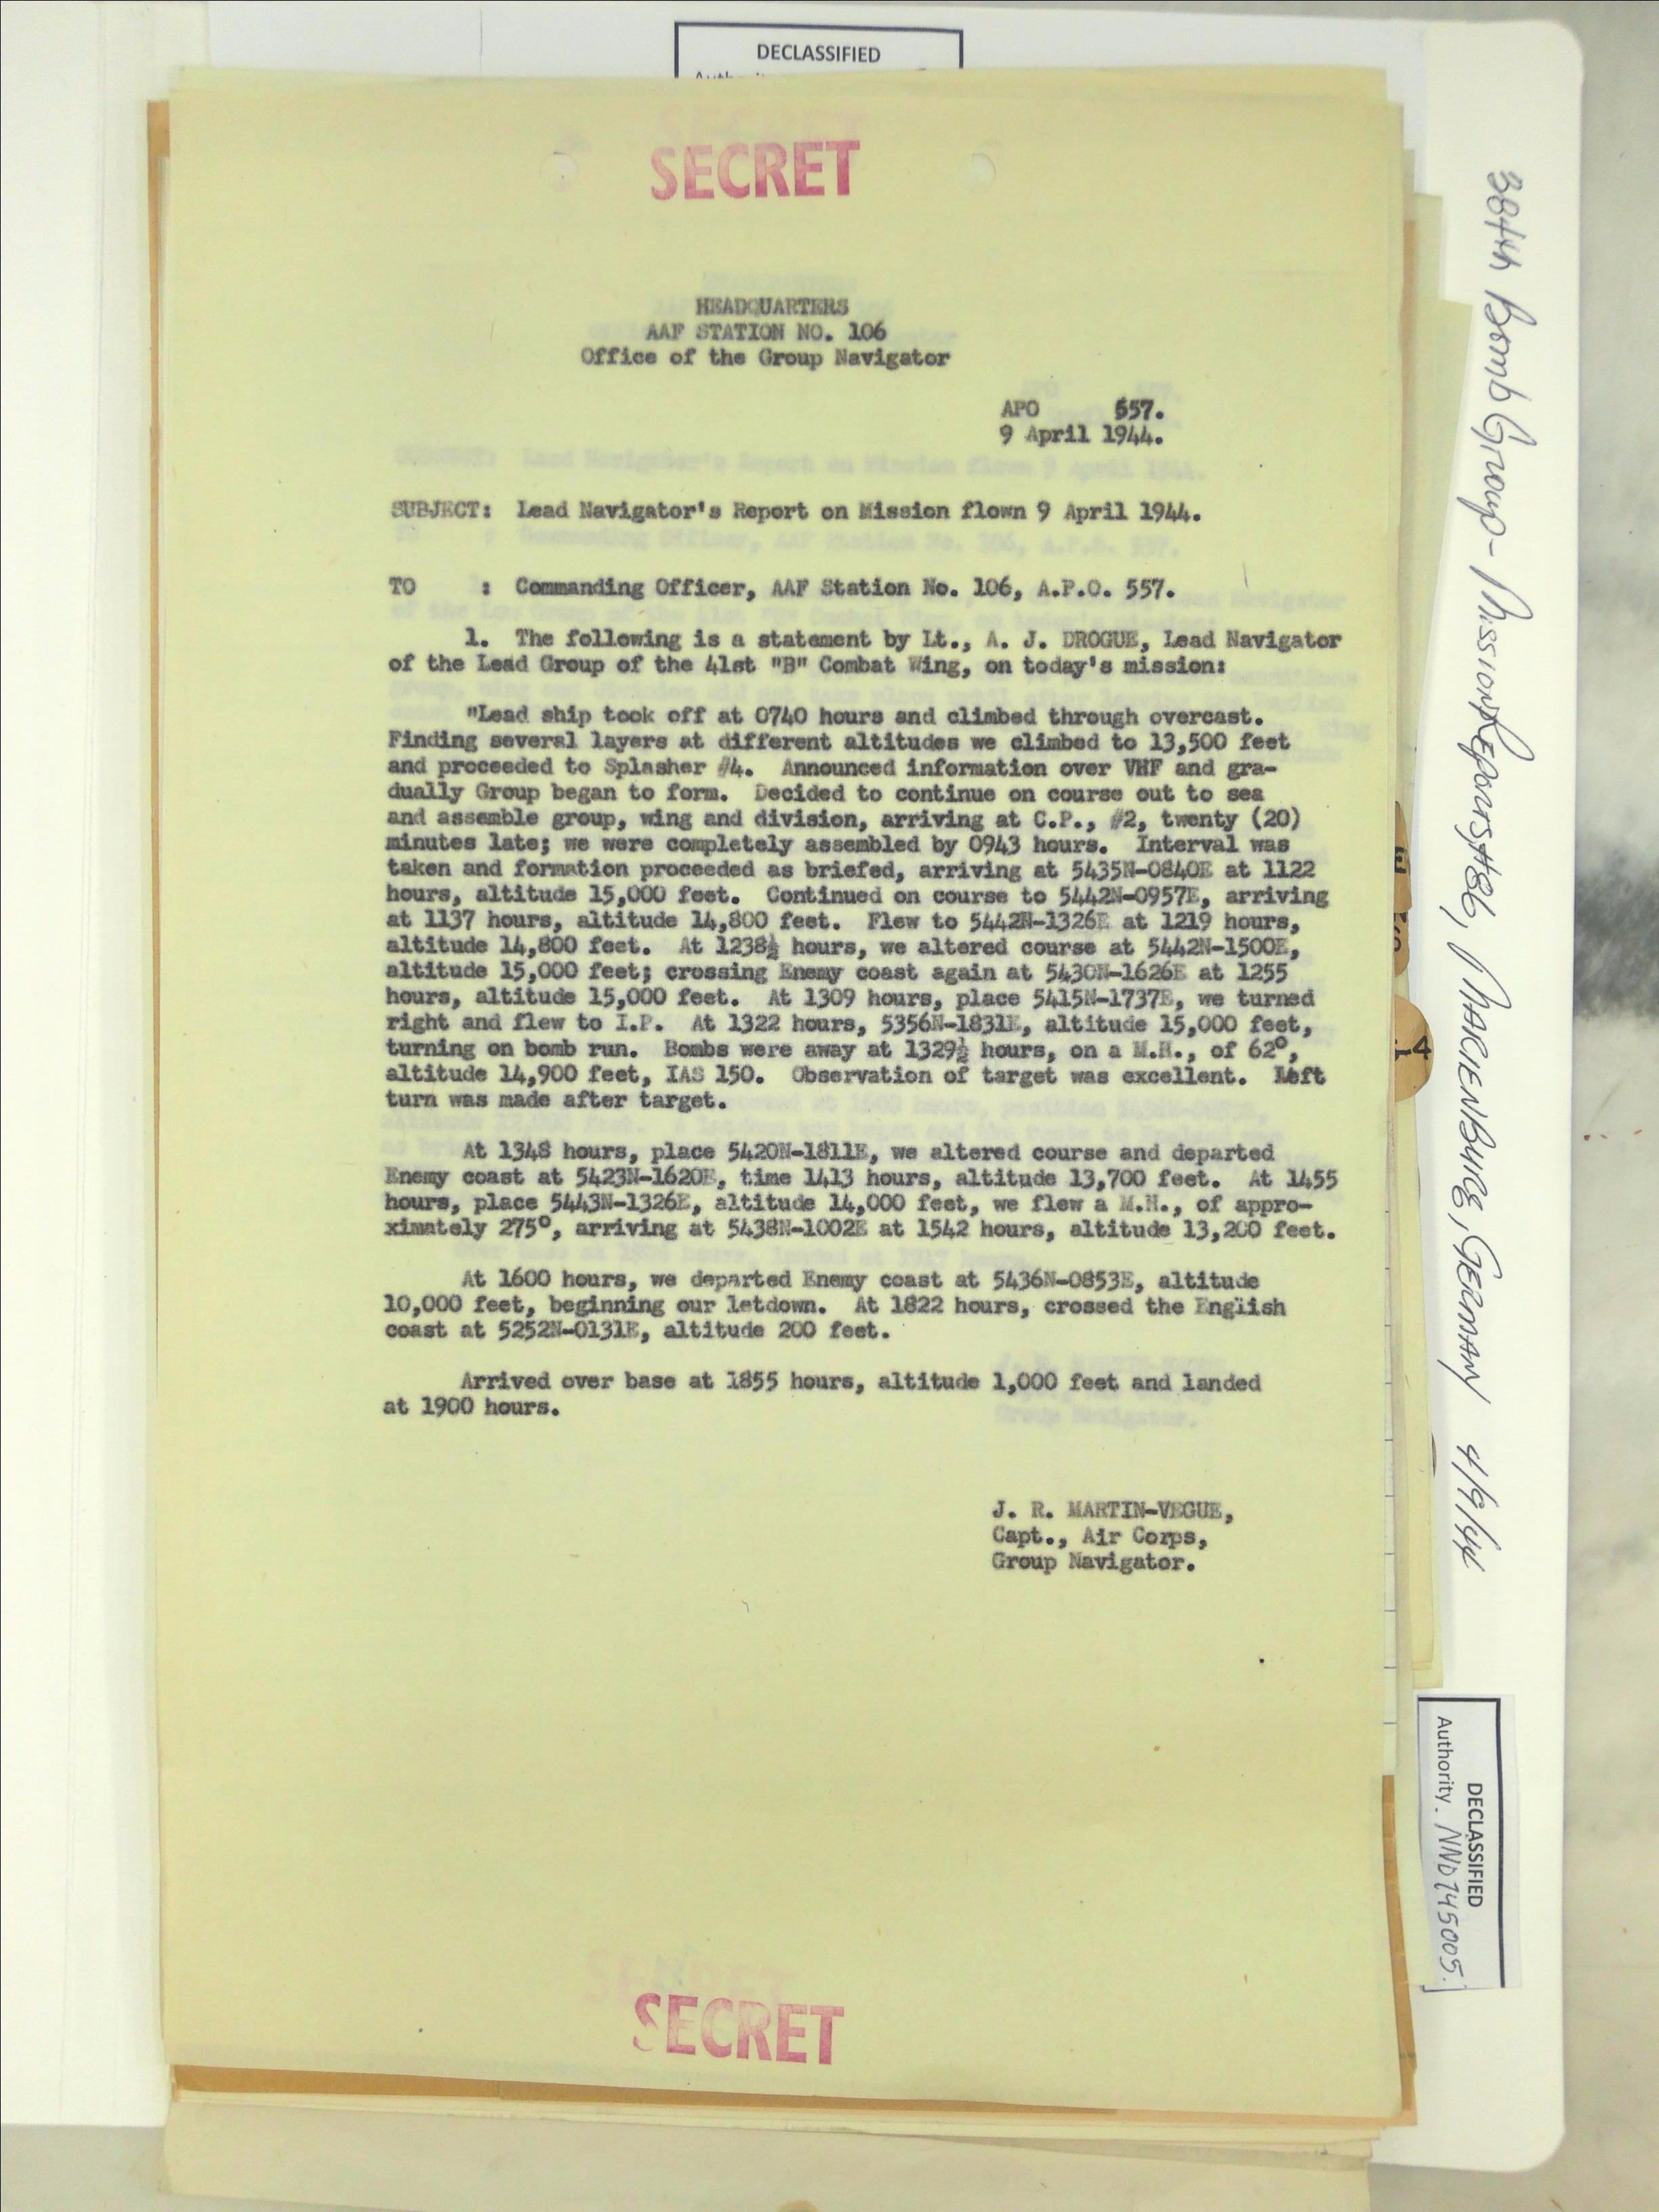 DECLASSIFIED
SECRET
HEADQUARTERS
AAF STATION NO. 106
Office of the Group Navigator
APO 557.
9 April 1944.
SUBJECT: Lead Navigator's Report on Mission flown 9 April 1944.
TO : Commanding Officer, AAF Station No. 106, A.P.O. 557.
1. The following is a statement by Lt., A. J. DROGUE, Lead Navigator
of the Lead Group of the 41st "B" Combat Wing, on today's mission:
"Lead ship took off at 0740 hours and climbed through overcast.
Finding several layers at different altitudes we climbed to 13,500 feet
and proceeded to Splasher #4. Announced information over VHF and gra-
dually Group began to form. Decided to continue on course out to sea
and assemble group, wing and division, arriving at C.P., #2, twenty (20)
minutes late; we were completely assembled by 0943 hours. Interval was
taken and formation proceeded as briefed, arriving at 5435N-0840E at 1122
hours, altitude 15,000 feet. Continued on course to 5442N-0957E, arriving
at 1137 hours, altitude 14,800 feet. Flew to 5442N-1326E at 1219 hours,
altitude 14,800 feet. At 1238½ hours, we altered course at 5442N-1500E,
altitude 15,000 feet; crossing Enemy coast again at 5430N-1626E at 1255
hours, altitude 15,000 feet. At 1309 hours, place 5415N-1737E, we turned
right and flew to I.P. At 1322 hours, 5356N-1831E, altitude 15,000 feet,
turning on bomb run. Bombs were away at 1329½ hours, on a M.H., of 62°,
altitude 14,900 feet, IAS 150. Observation of target was excellent. Left
turn was made after target.
At 1348 hours, place 5420N-1811E, we altered course and departed
Enemy coast at 5423N-1620E, time 1413 hours, altitude 13,700 feet. At 1455
hours, place 5443N-1326E, altitude 14,000 feet, we flew a M.H., of appro-
ximately 275°, arriving at 5438N-1002E at 1542 hours, altitude 13,200 feet.
At 1600 hours, we departed Enemy coast at 5436N-0853E, altitude
10,000 feet, beginning our letdown. At 1822 hours, crossed the English
coast at 5252N-0131E, altitude 200 feet.
Arrived over base at 1855 hours, altitude 1,000 feet and landed
at 1900 hours.
J. R. MARTIN-VEGUE,
Capt., Air Corps,
Group Navigator.
SECRET
384th Bomb Group - Mission Reports #86, MARIENBURG, GERMAN 4/9/44
DECLASSIFIED
Authority. NND 745005.